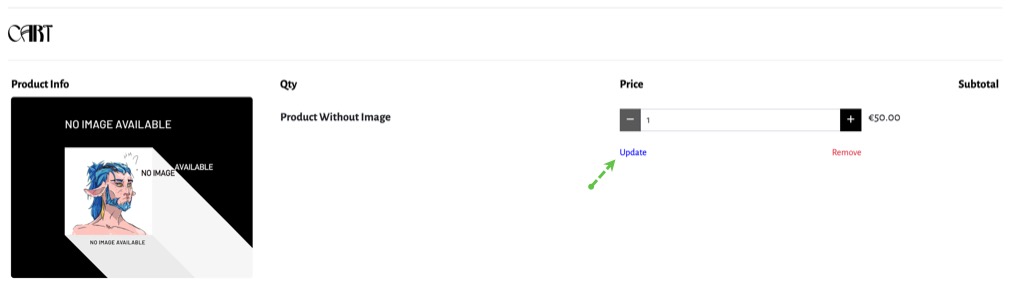 CART
Product Info Qty Price Subtotal
NO IMAGE AVAILABLE
NO IMAGE AVAILABLE
NO IMAGE AVAILABLE
Product Without Image
− 1 + €50.00
Update Remove